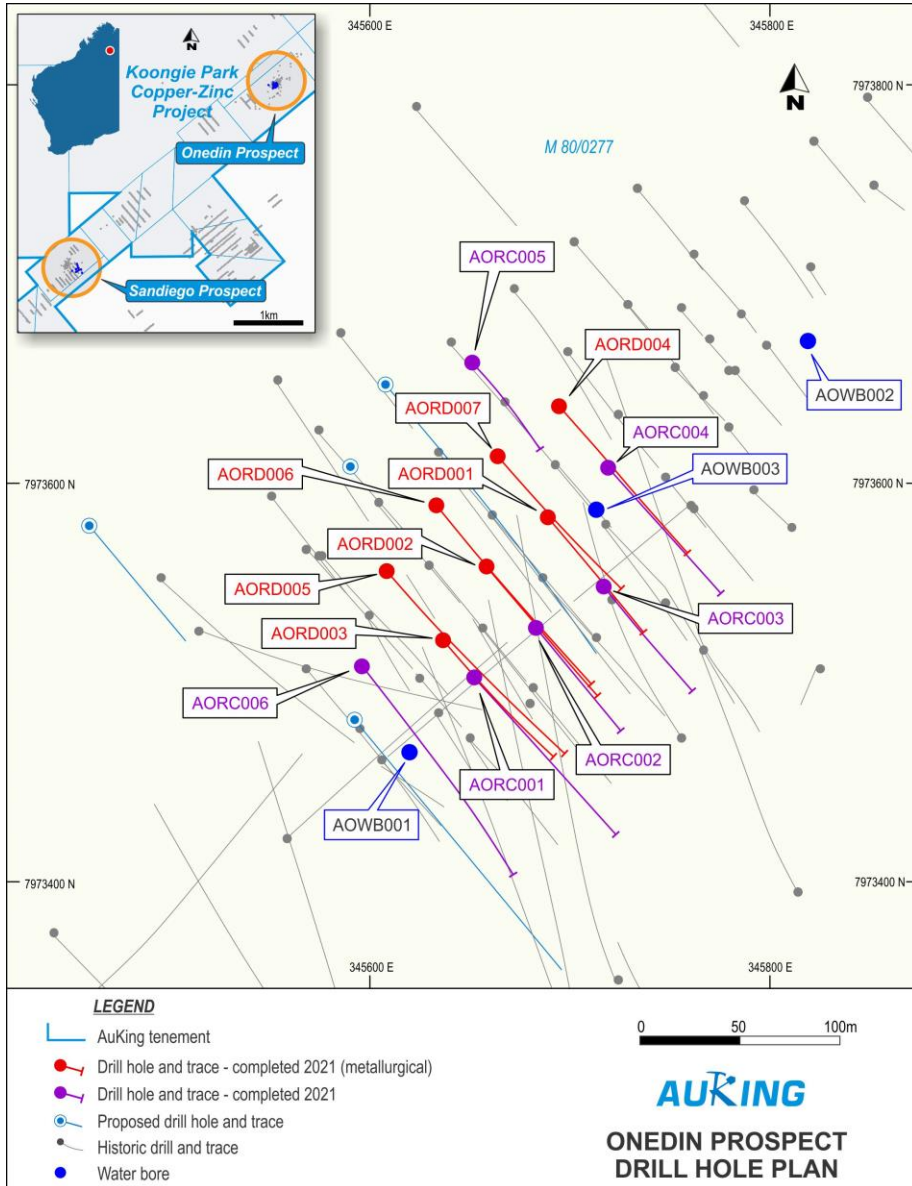 345600 E
345800 E
N
Koongie Park
Copper-Zinc
Project
Onedin Prospect
Sandiego Prospect
1km
7973800 N
N
M 80/0277
AORC005
AORD004
AOWB002
AORD007
AORC004
AORD006
AORD001
AOWB003
7973600 N
7973600 N
AORD002
AORD005
AORC003
AORD003
AORC006
AORC002
AORC001
AOWB001
7973400 N
7973400 N
345600 E
345800 E
LEGEND
AuKing tenement
Drill hole and trace - completed 2021 (metallurgical)
Drill hole and trace - completed 2021
Proposed drill hole and trace
Historic drill and trace
Water bore
0 50 100m
AUKING
ONEDIN PROSPECT
DRILL HOLE PLAN